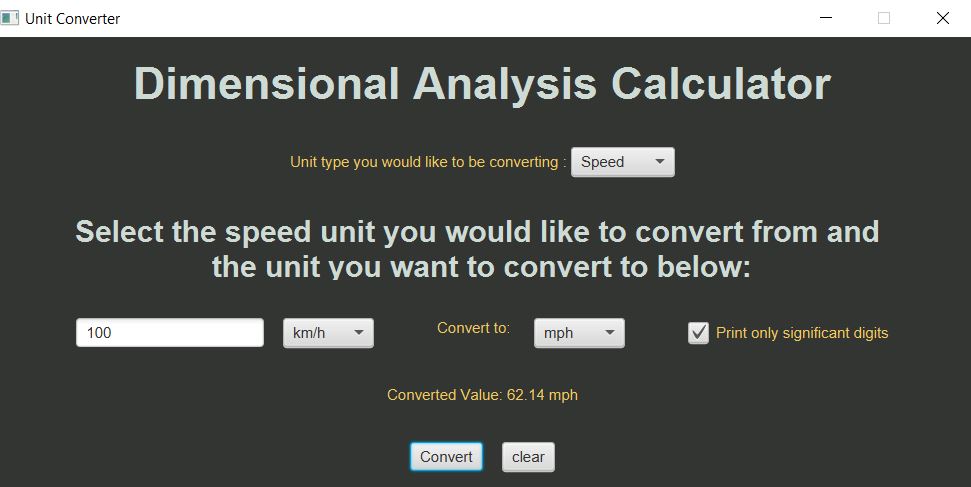 Unit Converter
Dimensional Analysis Calculator
Unit type you would like to be converting : Speed
Select the speed unit you would like to convert from and
the unit you want to convert to below:
100 km/h Convert to: mph Print only significant digits
Converted Value: 62.14 mph
Convert clear